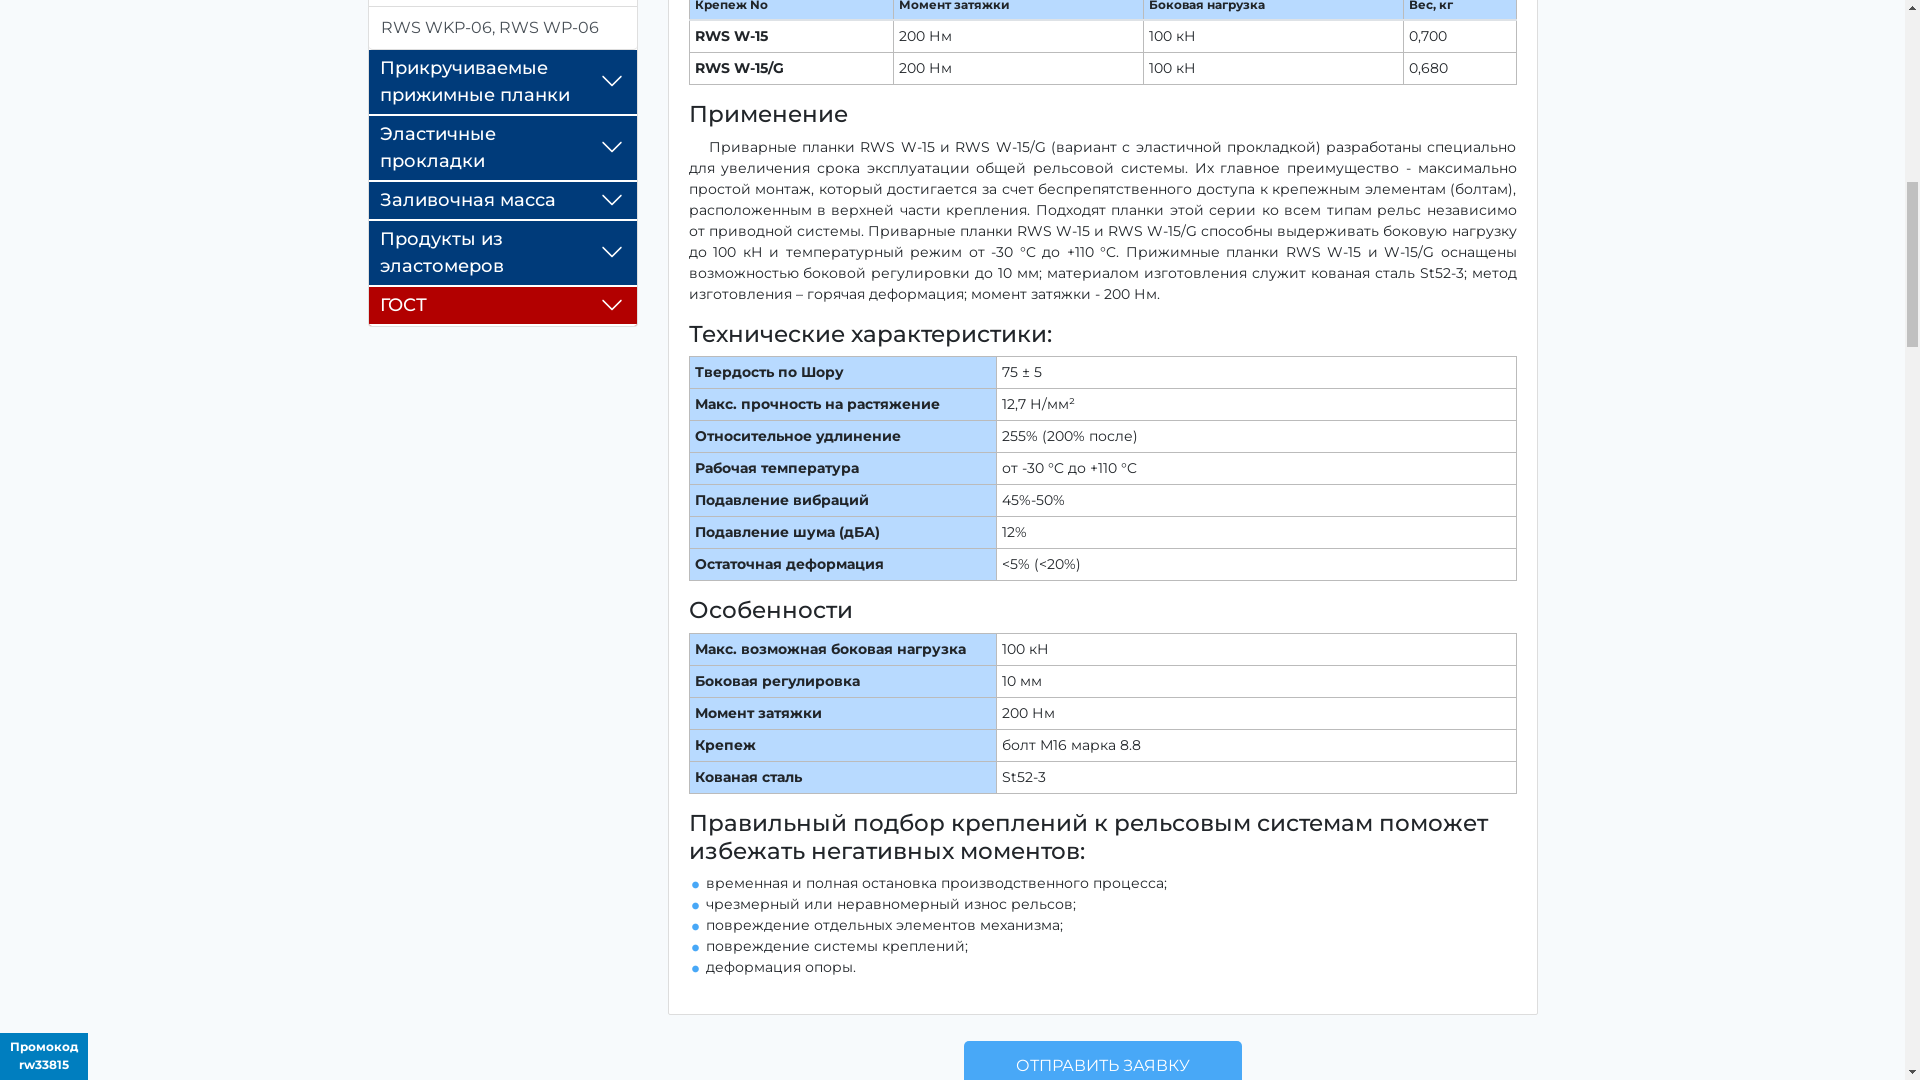 RWS WKP-06, RWS WP-06
Прикручиваемые
прижимные планки
Эластичные
прокладки
Заливочная масса
Продукты из
эластомеров
ГОСТ
Крепеж No Момент затяжки Боковая нагрузка Вес, кг
RWS W-15 200 Нм 100 кН 0,700
RWS W-15/G 200 Нм 100 кН 0,680
Применение
Приварные планки RWS W-15 и RWS W-15/G (вариант с эластичной прокладкой) разработаны специально
для увеличения срока эксплуатации общей рельсовой системы. Их главное преимущество - максимально
простой монтаж, который достигается за счет беспрепятственного доступа к крепежным элементам (болтам),
расположенным в верхней части крепления. Подходят планки этой серии ко всем типам рельс независимо
от приводной системы. Приварные планки RWS W-15 и RWS W-15/G способны выдерживать боковую нагрузку
до 100 кН и температурный режим от -30 °C до +110 °C. Прижимные планки RWS W-15 и W-15/G оснащены
возможностью боковой регулировки до 10 мм; материалом изготовления служит кованая сталь St52-3; метод
изготовления – горячая деформация; момент затяжки - 200 Нм.
Технические характеристики:
Твердость по Шору 75 ± 5
Макс. прочность на растяжение 12,7 Н/мм²
Относительное удлинение 255% (200% после)
Рабочая температура от -30 °C до +110 °C
Подавление вибраций 45%-50%
Подавление шума (дБА) 12%
Остаточная деформация <5% (<20%)
Особенности
Макс. возможная боковая нагрузка 100 кН
Боковая регулировка 10 мм
Момент затяжки 200 Нм
Крепеж болт М16 марка 8.8
Кованая сталь St52-3
Правильный подбор креплений к рельсовым системам поможет
избежать негативных моментов:
временная и полная остановка производственного процесса;
чрезмерный или неравномерный износ рельсов;
повреждение отдельных элементов механизма;
повреждение системы креплений;
деформация опоры.
ОТПРАВИТЬ ЗАЯВКУ
Промокод
rw33815